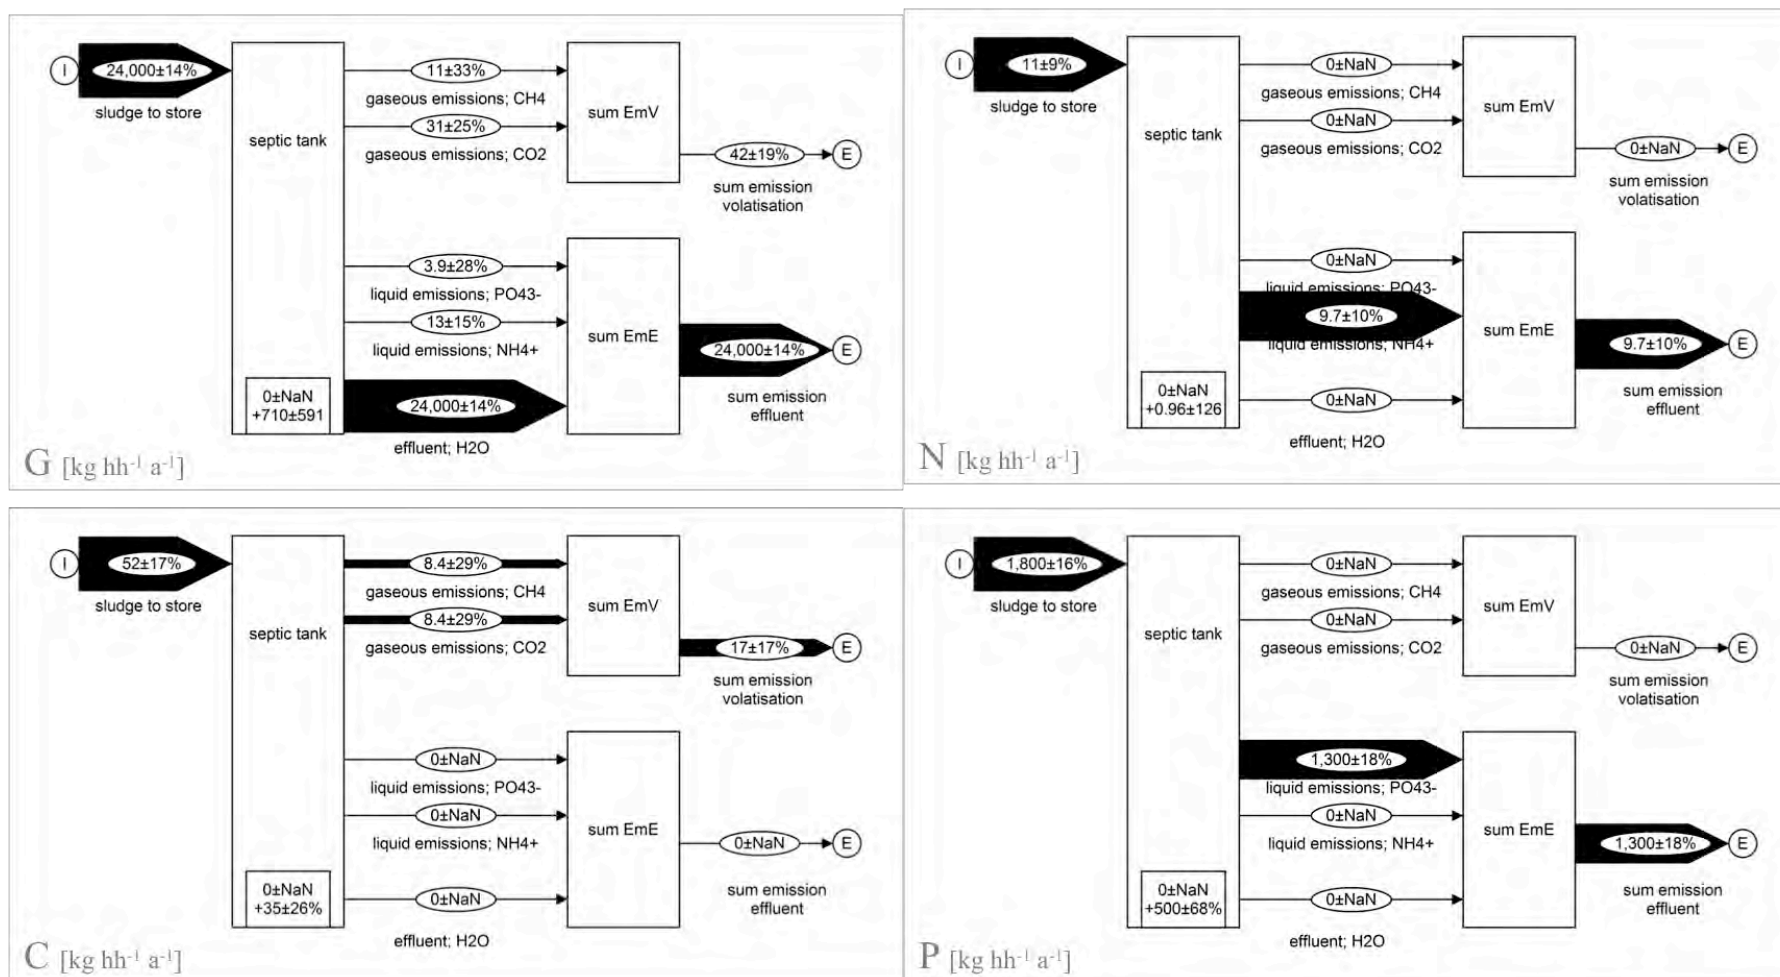 I
24,000±14%
sludge to store
septic tank
11±33%
gaseous emissions; CH4
31±25%
gaseous emissions; CO2
sum EmV
42±19%
E
sum emission
volatisation
3.9±28%
liquid emissions; PO43-
13±15%
liquid emissions; NH4+
sum EmE
24,000±14%
E
sum emission
effluent
0±NaN
+710±591
24,000±14%
effluent; H2O
G [kg hh-1 a-1]
I
11±9%
sludge to store
septic tank
0±NaN
gaseous emissions; CH4
0±NaN
gaseous emissions; CO2
sum EmV
0±NaN
E
sum emission
volatisation
0±NaN
liquid emissions; PO43-
9.7±10%
liquid emissions; NH4+
sum EmE
9.7±10%
E
sum emission
effluent
0±NaN
+0.96±126
0±NaN
effluent; H2O
N [kg hh-1 a-1]
I
52±17%
sludge to store
septic tank
8.4±29%
gaseous emissions; CH4
8.4±29%
gaseous emissions; CO2
sum EmV
17±17%
E
sum emission
volatisation
0±NaN
liquid emissions; PO43-
0±NaN
liquid emissions; NH4+
sum EmE
0±NaN
E
sum emission
effluent
0±NaN
+35±26%
0±NaN
effluent; H2O
C [kg hh-1 a-1]
I
1,800±16%
sludge to store
septic tank
0±NaN
gaseous emissions; CH4
0±NaN
gaseous emissions; CO2
sum EmV
0±NaN
E
sum emission
volatisation
1,300±18%
liquid emissions; PO43-
0±NaN
liquid emissions; NH4+
sum EmE
1,300±18%
E
sum emission
effluent
0±NaN
+500±68%
0±NaN
effluent; H2O
P [kg hh-1 a-1]